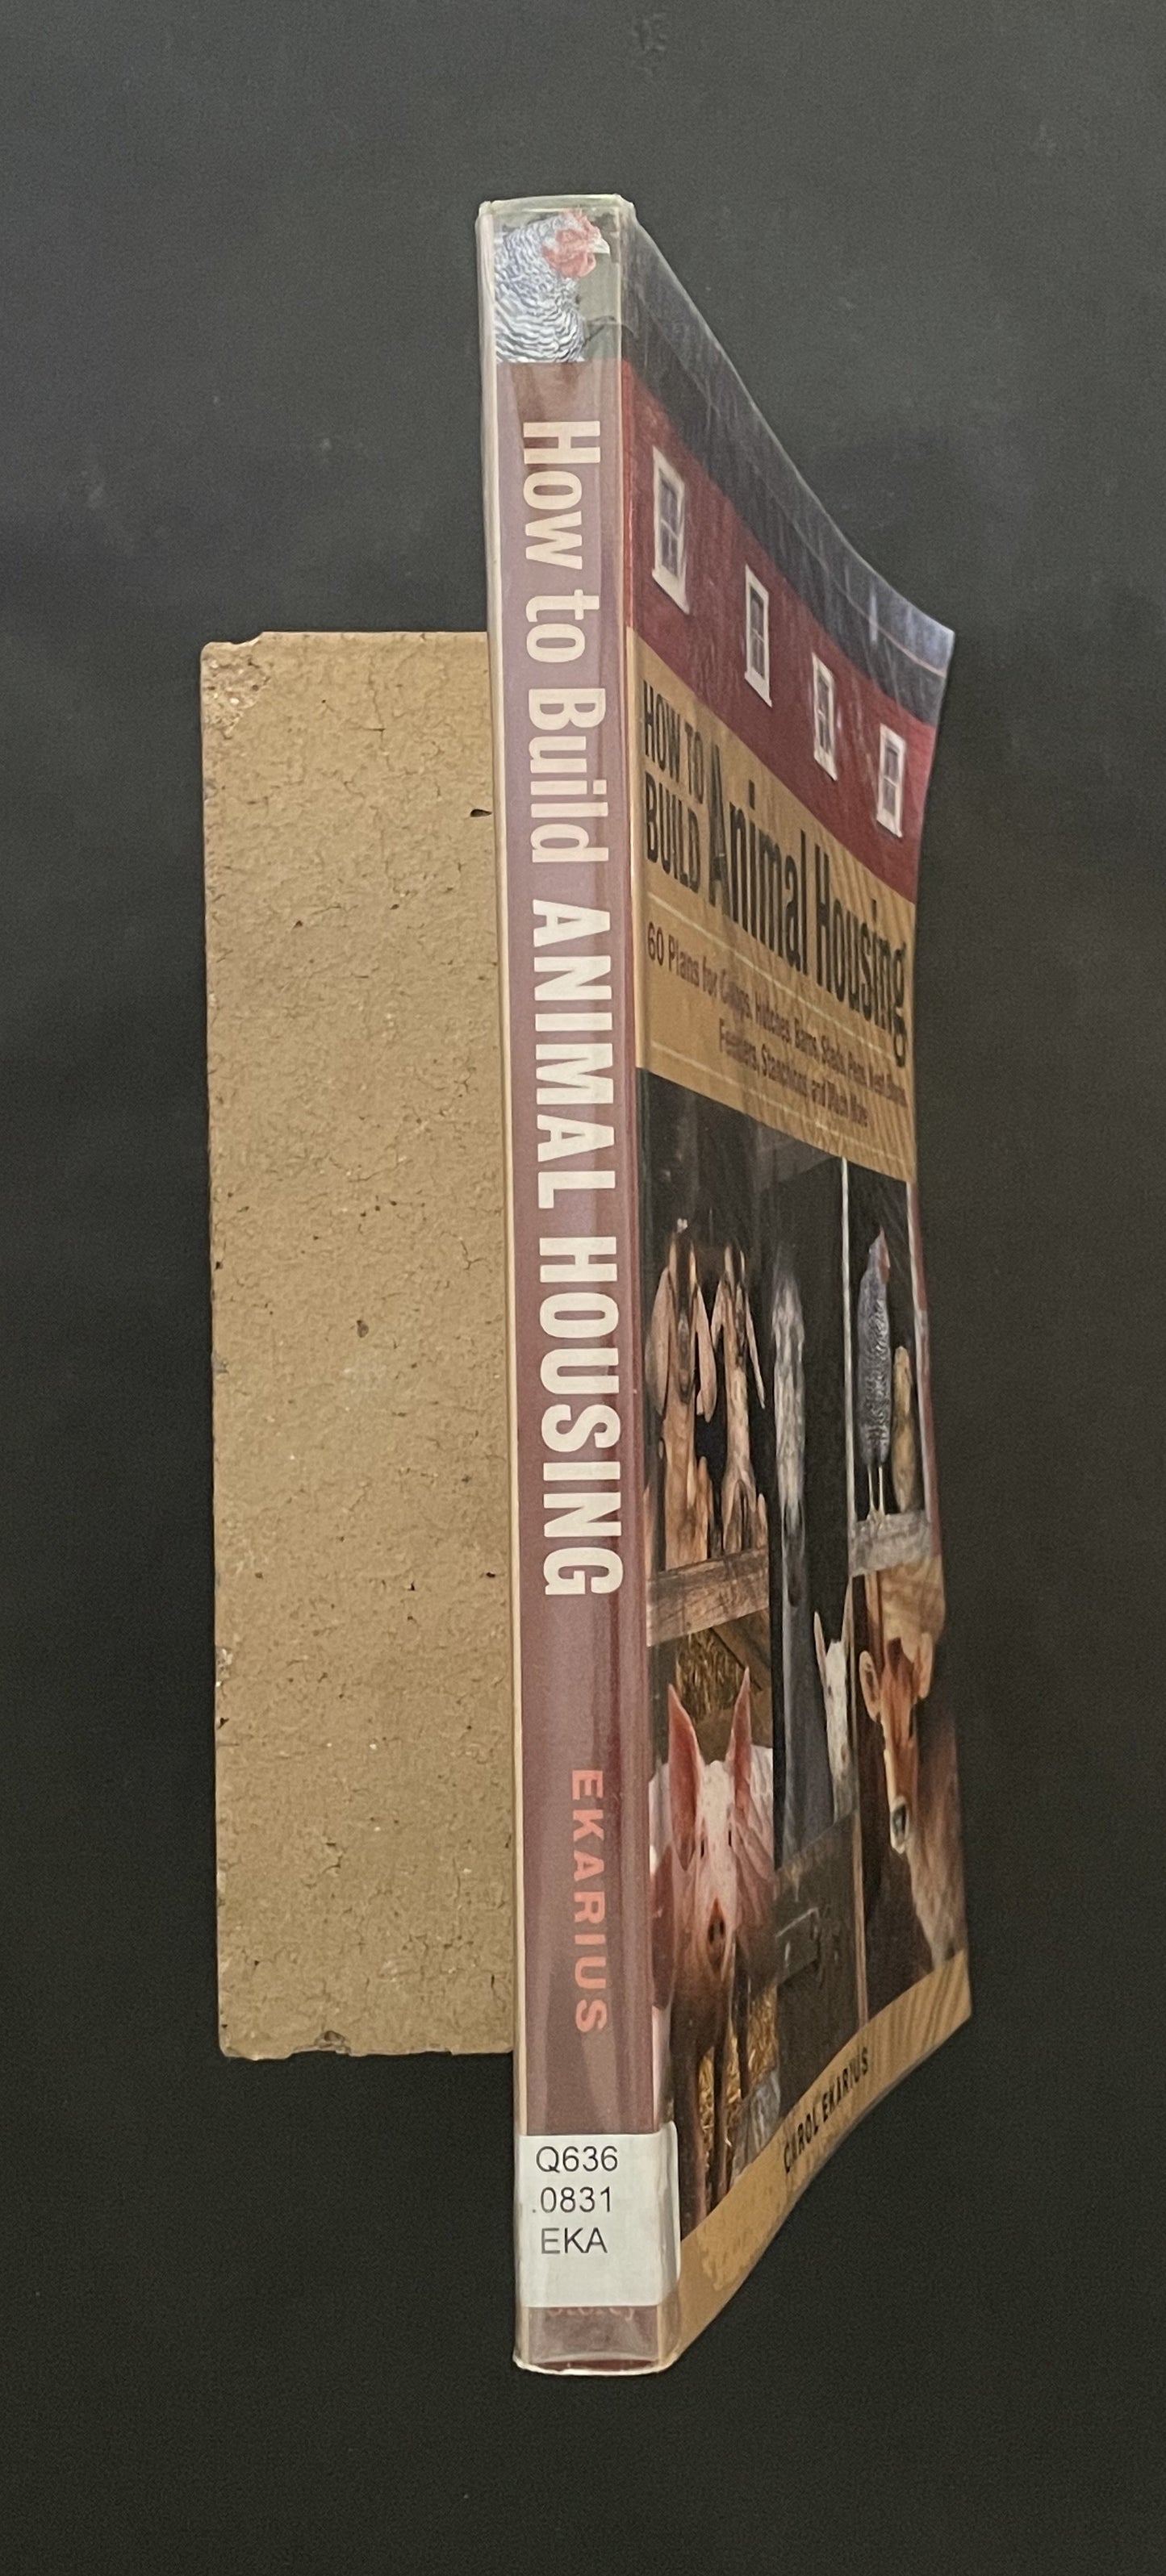 How to Build ANIMAL HOUSING
EKARIUS
Q636
.0831
EKA
HOW TO
BUILD Animal Housing
60 Plans for Coops, Hutches, Barns, Sheds, Pens, Nest Boxes,
Feeders, Stanchions, and Much More
CAROL EKARIUS